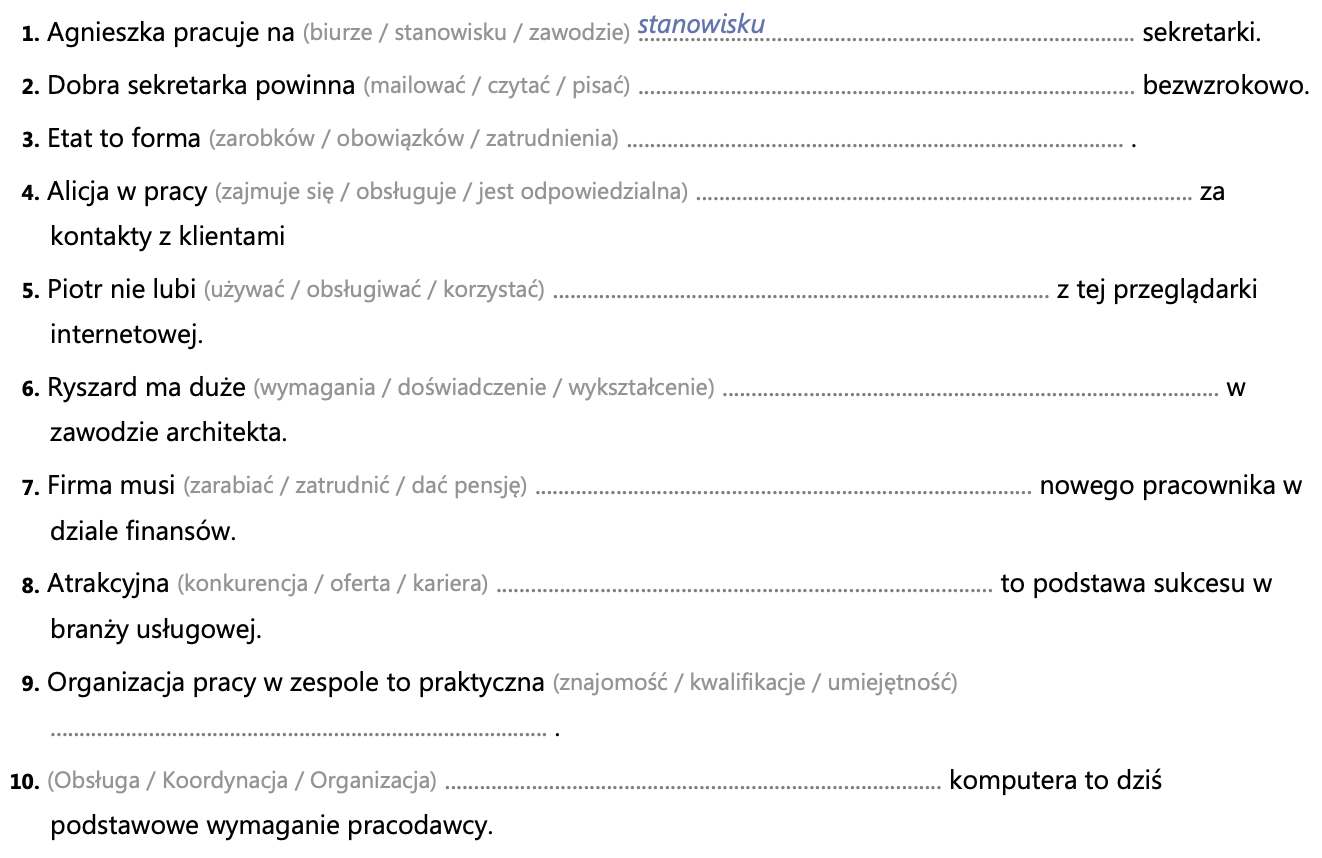 1. Agnieszka pracuje na (biurze / stanowisku / zawodzie) stanowisku sekretarki.
2. Dobra sekretarka powinna (mailować / czytać / pisać) ........ bezwzrokowo.
3. Etat to forma (zarobków / obowiązków / zatrudnienia) ........ .
4. Alicja w pracy (zajmuje się / obsługuje / jest odpowiedzialna) ........ za
kontakty z klientami
5. Piotr nie lubi (używać / obsługiwać / korzystać) ........ z tej przeglądarki
internetowej.
6. Ryszard ma duże (wymagania / doświadczenie / wykształcenie) ........ w
zawodzie architekta.
7. Firma musi (zarabiać / zatrudnić / dać pensję) ........ nowego pracownika w
dziale finansów.
8. Atrakcyjna (konkurencja / oferta / kariera) ........ to podstawa sukcesu w
branży usługowej.
9. Organizacja pracy w zespole to praktyczna (znajomość / kwalifikacje / umiejętność)
........ .
10. (Obsługa / Koordynacja / Organizacja) ........ komputera to dziś
podstawowe wymaganie pracodawcy.